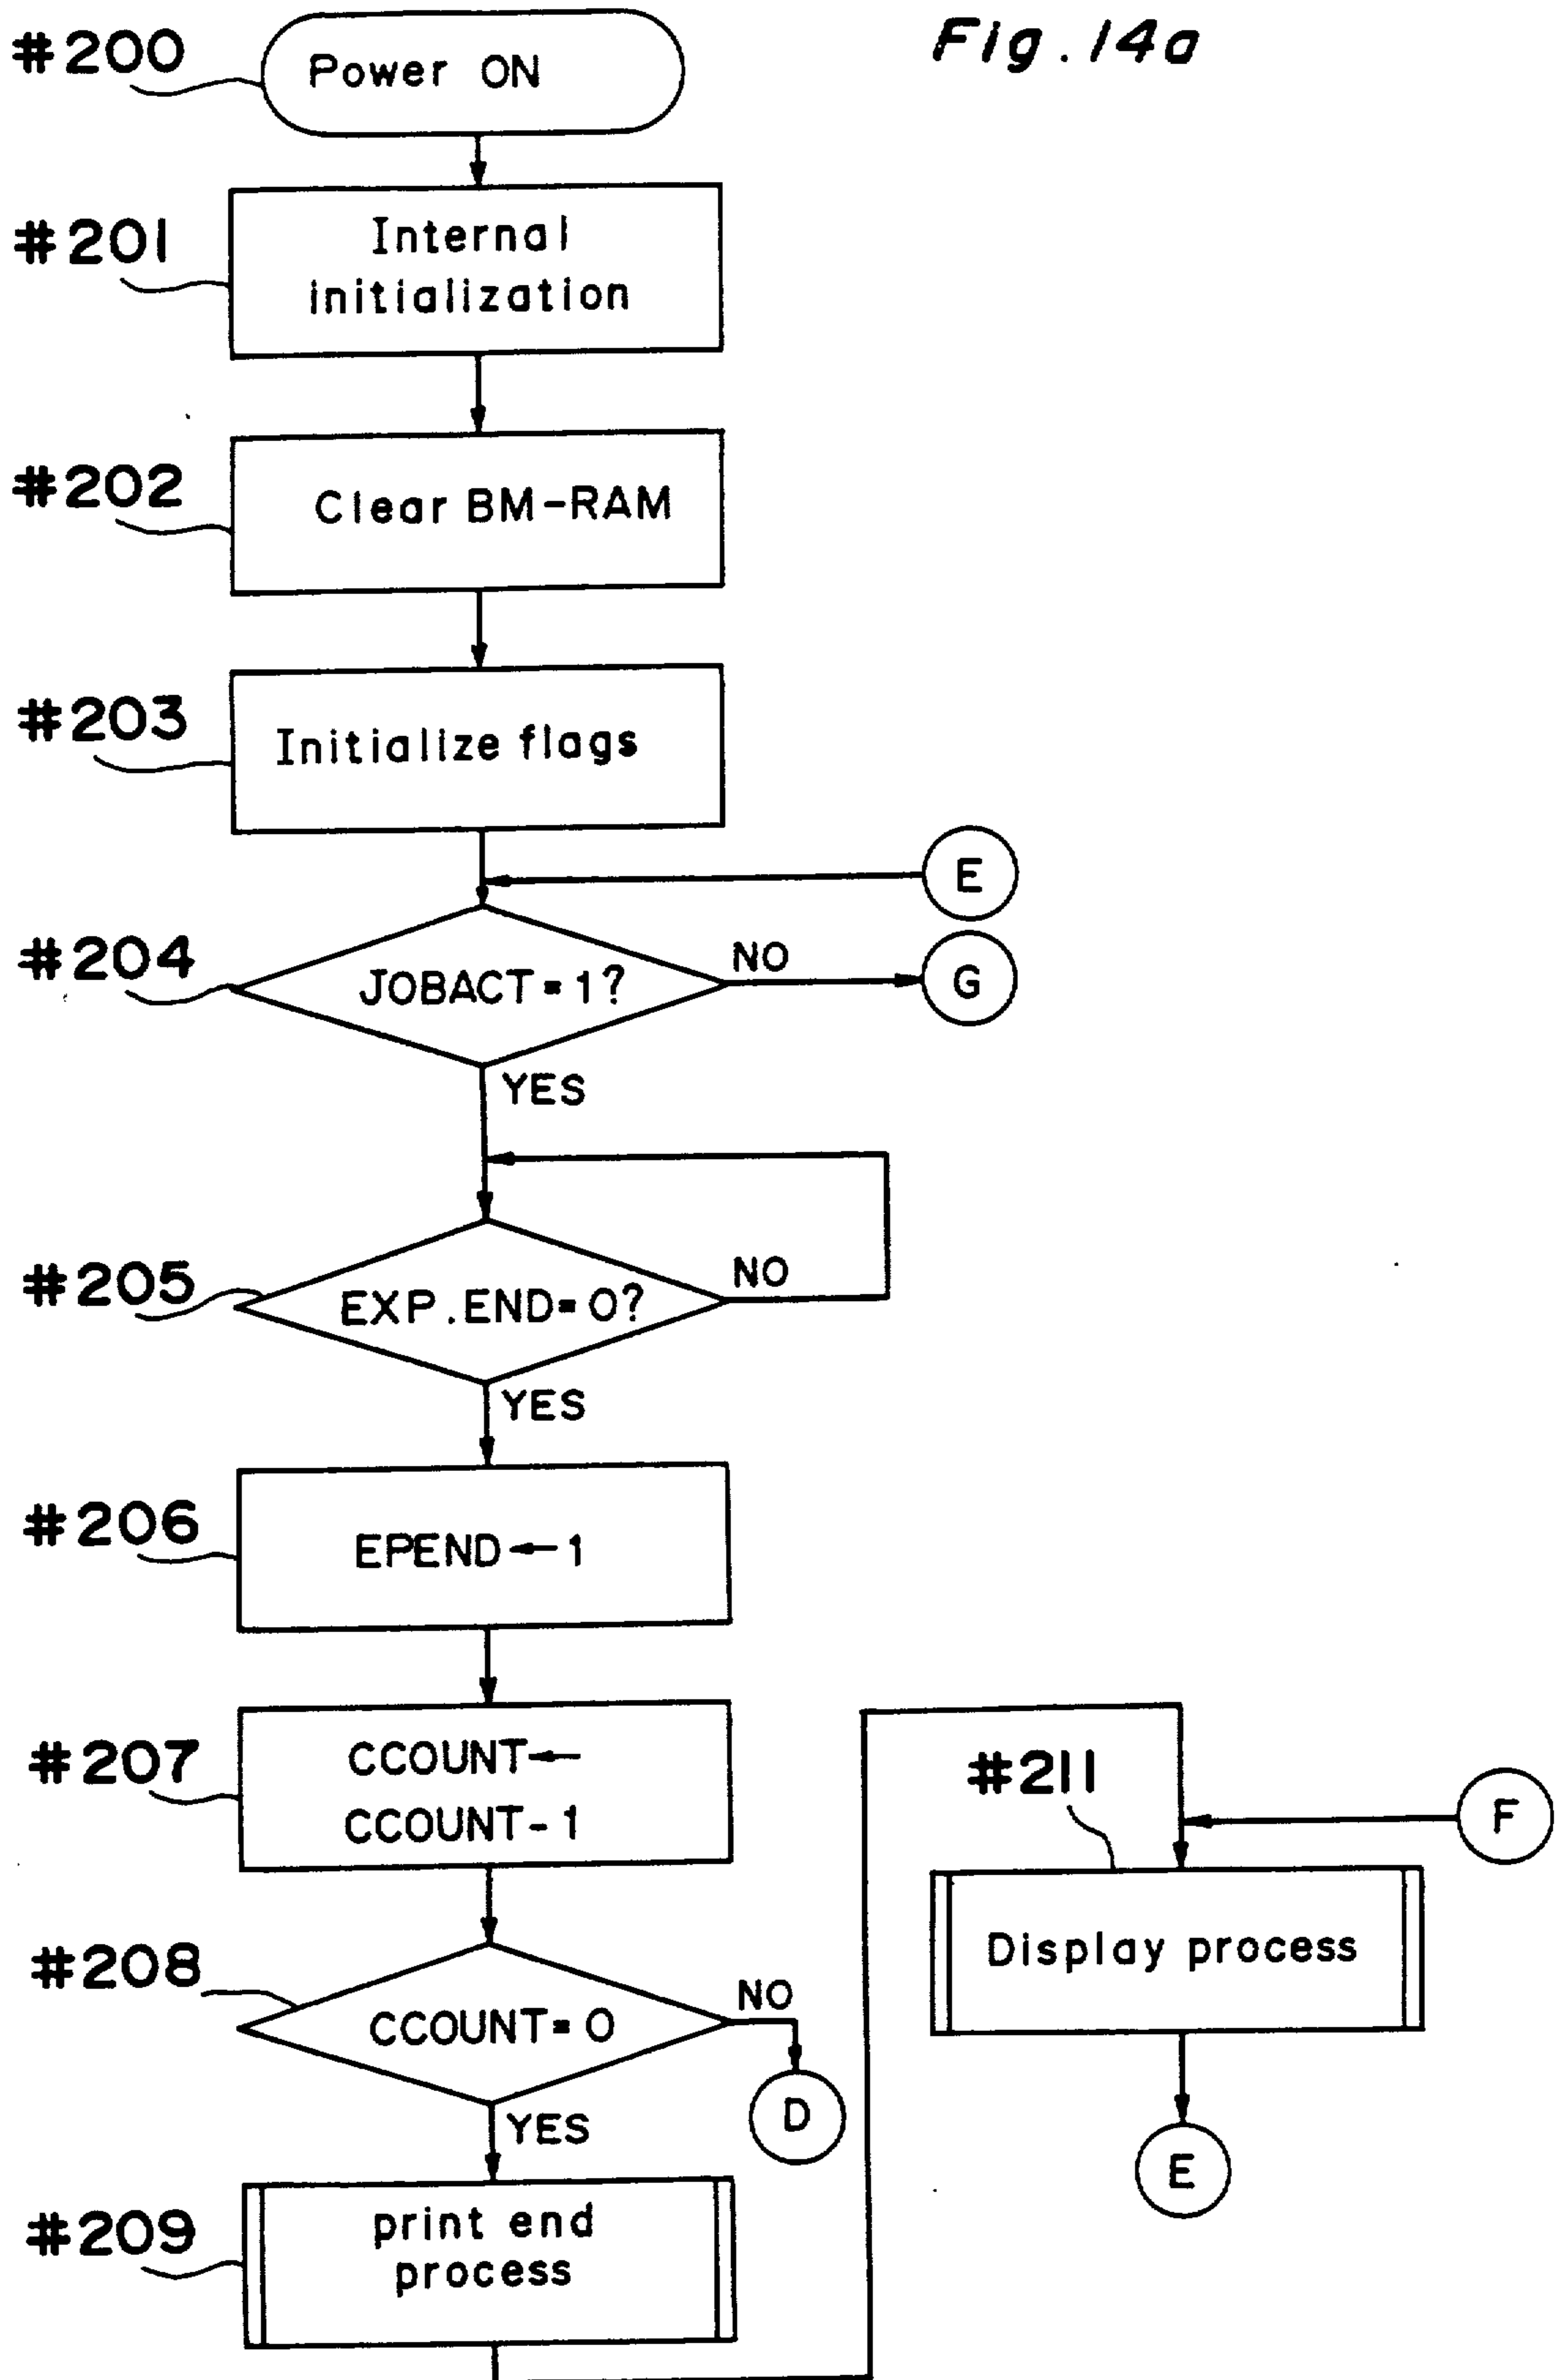 Fig. 14a
#200
Power ON
#201
Internal
initialization
#202
Clear BM-RAM
#203
Initialize flags
E
#204
JOBACT=1?
NO
G
YES
#205
EXP.END=0?
NO
YES
#206
EPEND←1
#207
CCOUNT←
CCOUNT-1
#208
CCOUNT=0
NO
D
YES
#209
print end
process
#211
F
Display process
E